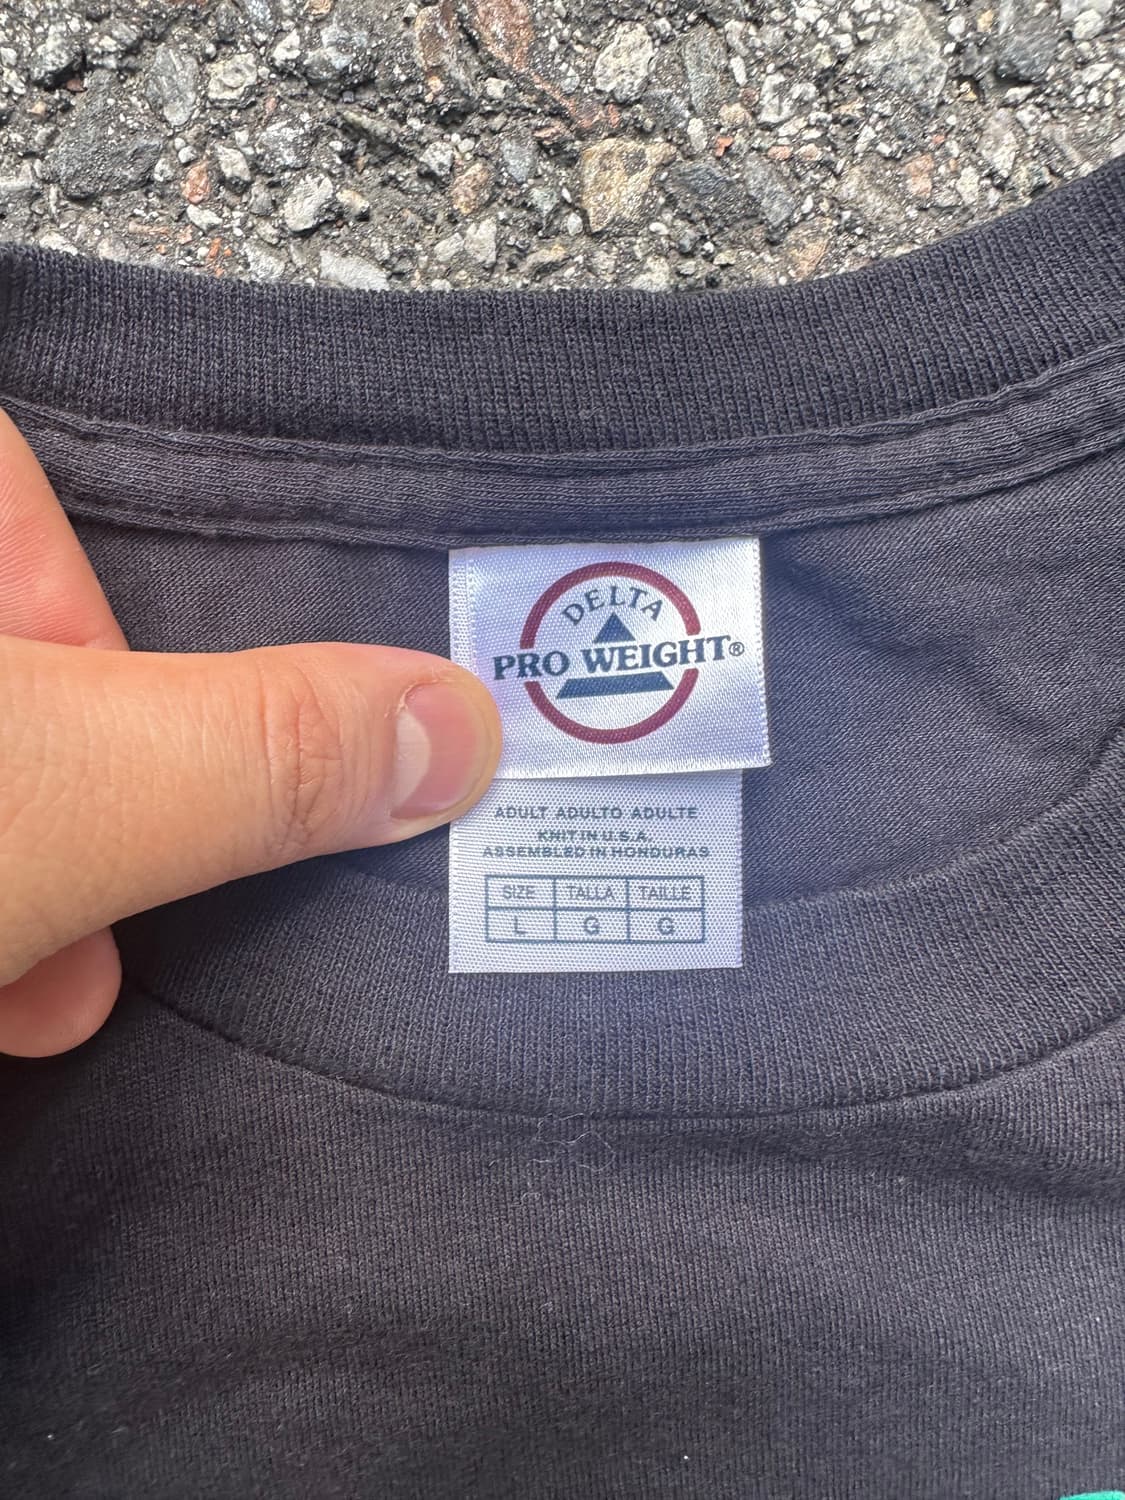 DELTA
PRO WEIGHT®
ADULT ADULTO ADULTE
KNIT IN U.S.A.
ASSEMBLED IN HONDURAS
SIZE TALLA TAILLE
L G G